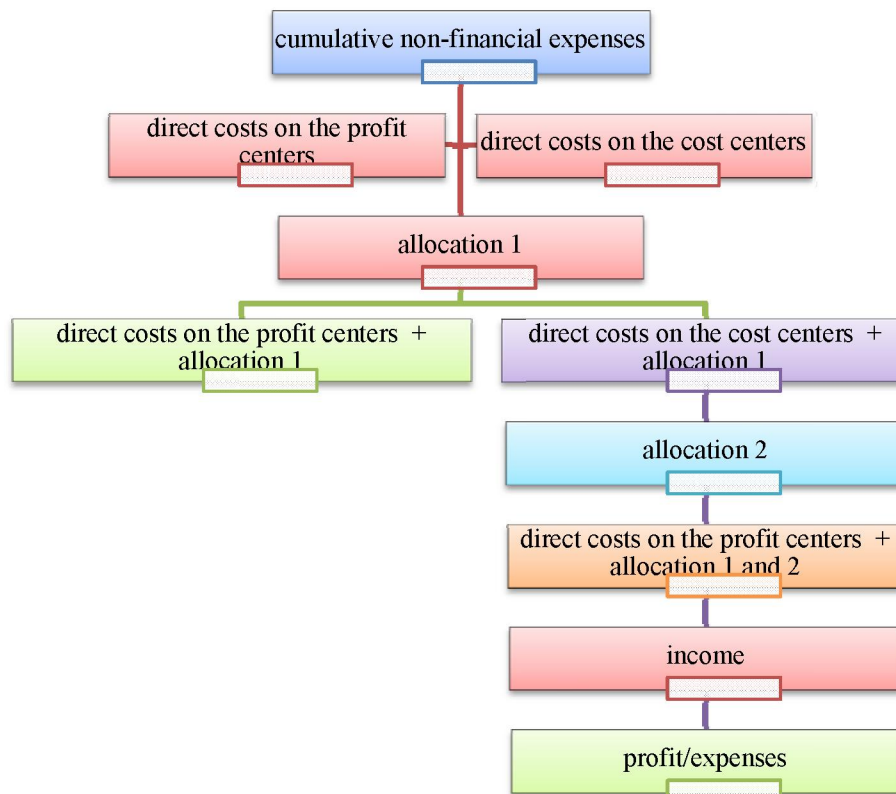 cumulative non-financial expenses
direct costs on the profit
centers
direct costs on the cost centers
allocation 1
direct costs on the profit centers +
allocation 1
direct costs on the cost centers +
allocation 1
allocation 2
direct costs on the profit centers +
allocation 1 and 2
income
profit/expenses